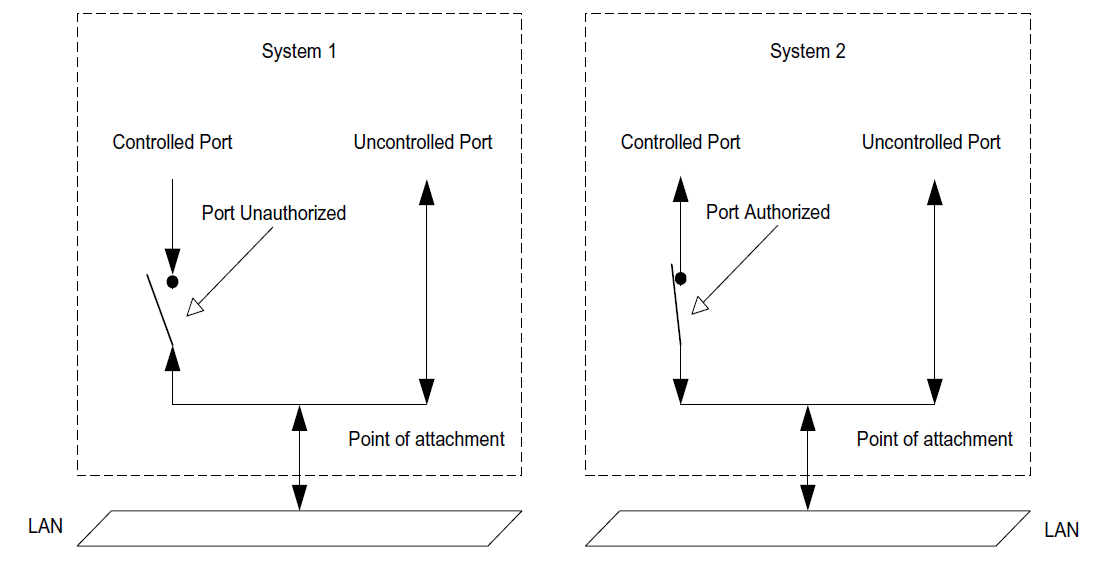 System 1
System 2
Controlled Port
Uncontrolled Port
Controlled Port
Uncontrolled Port
Port Unauthorized
Port Authorized
Point of attachment
Point of attachment
LAN
LAN